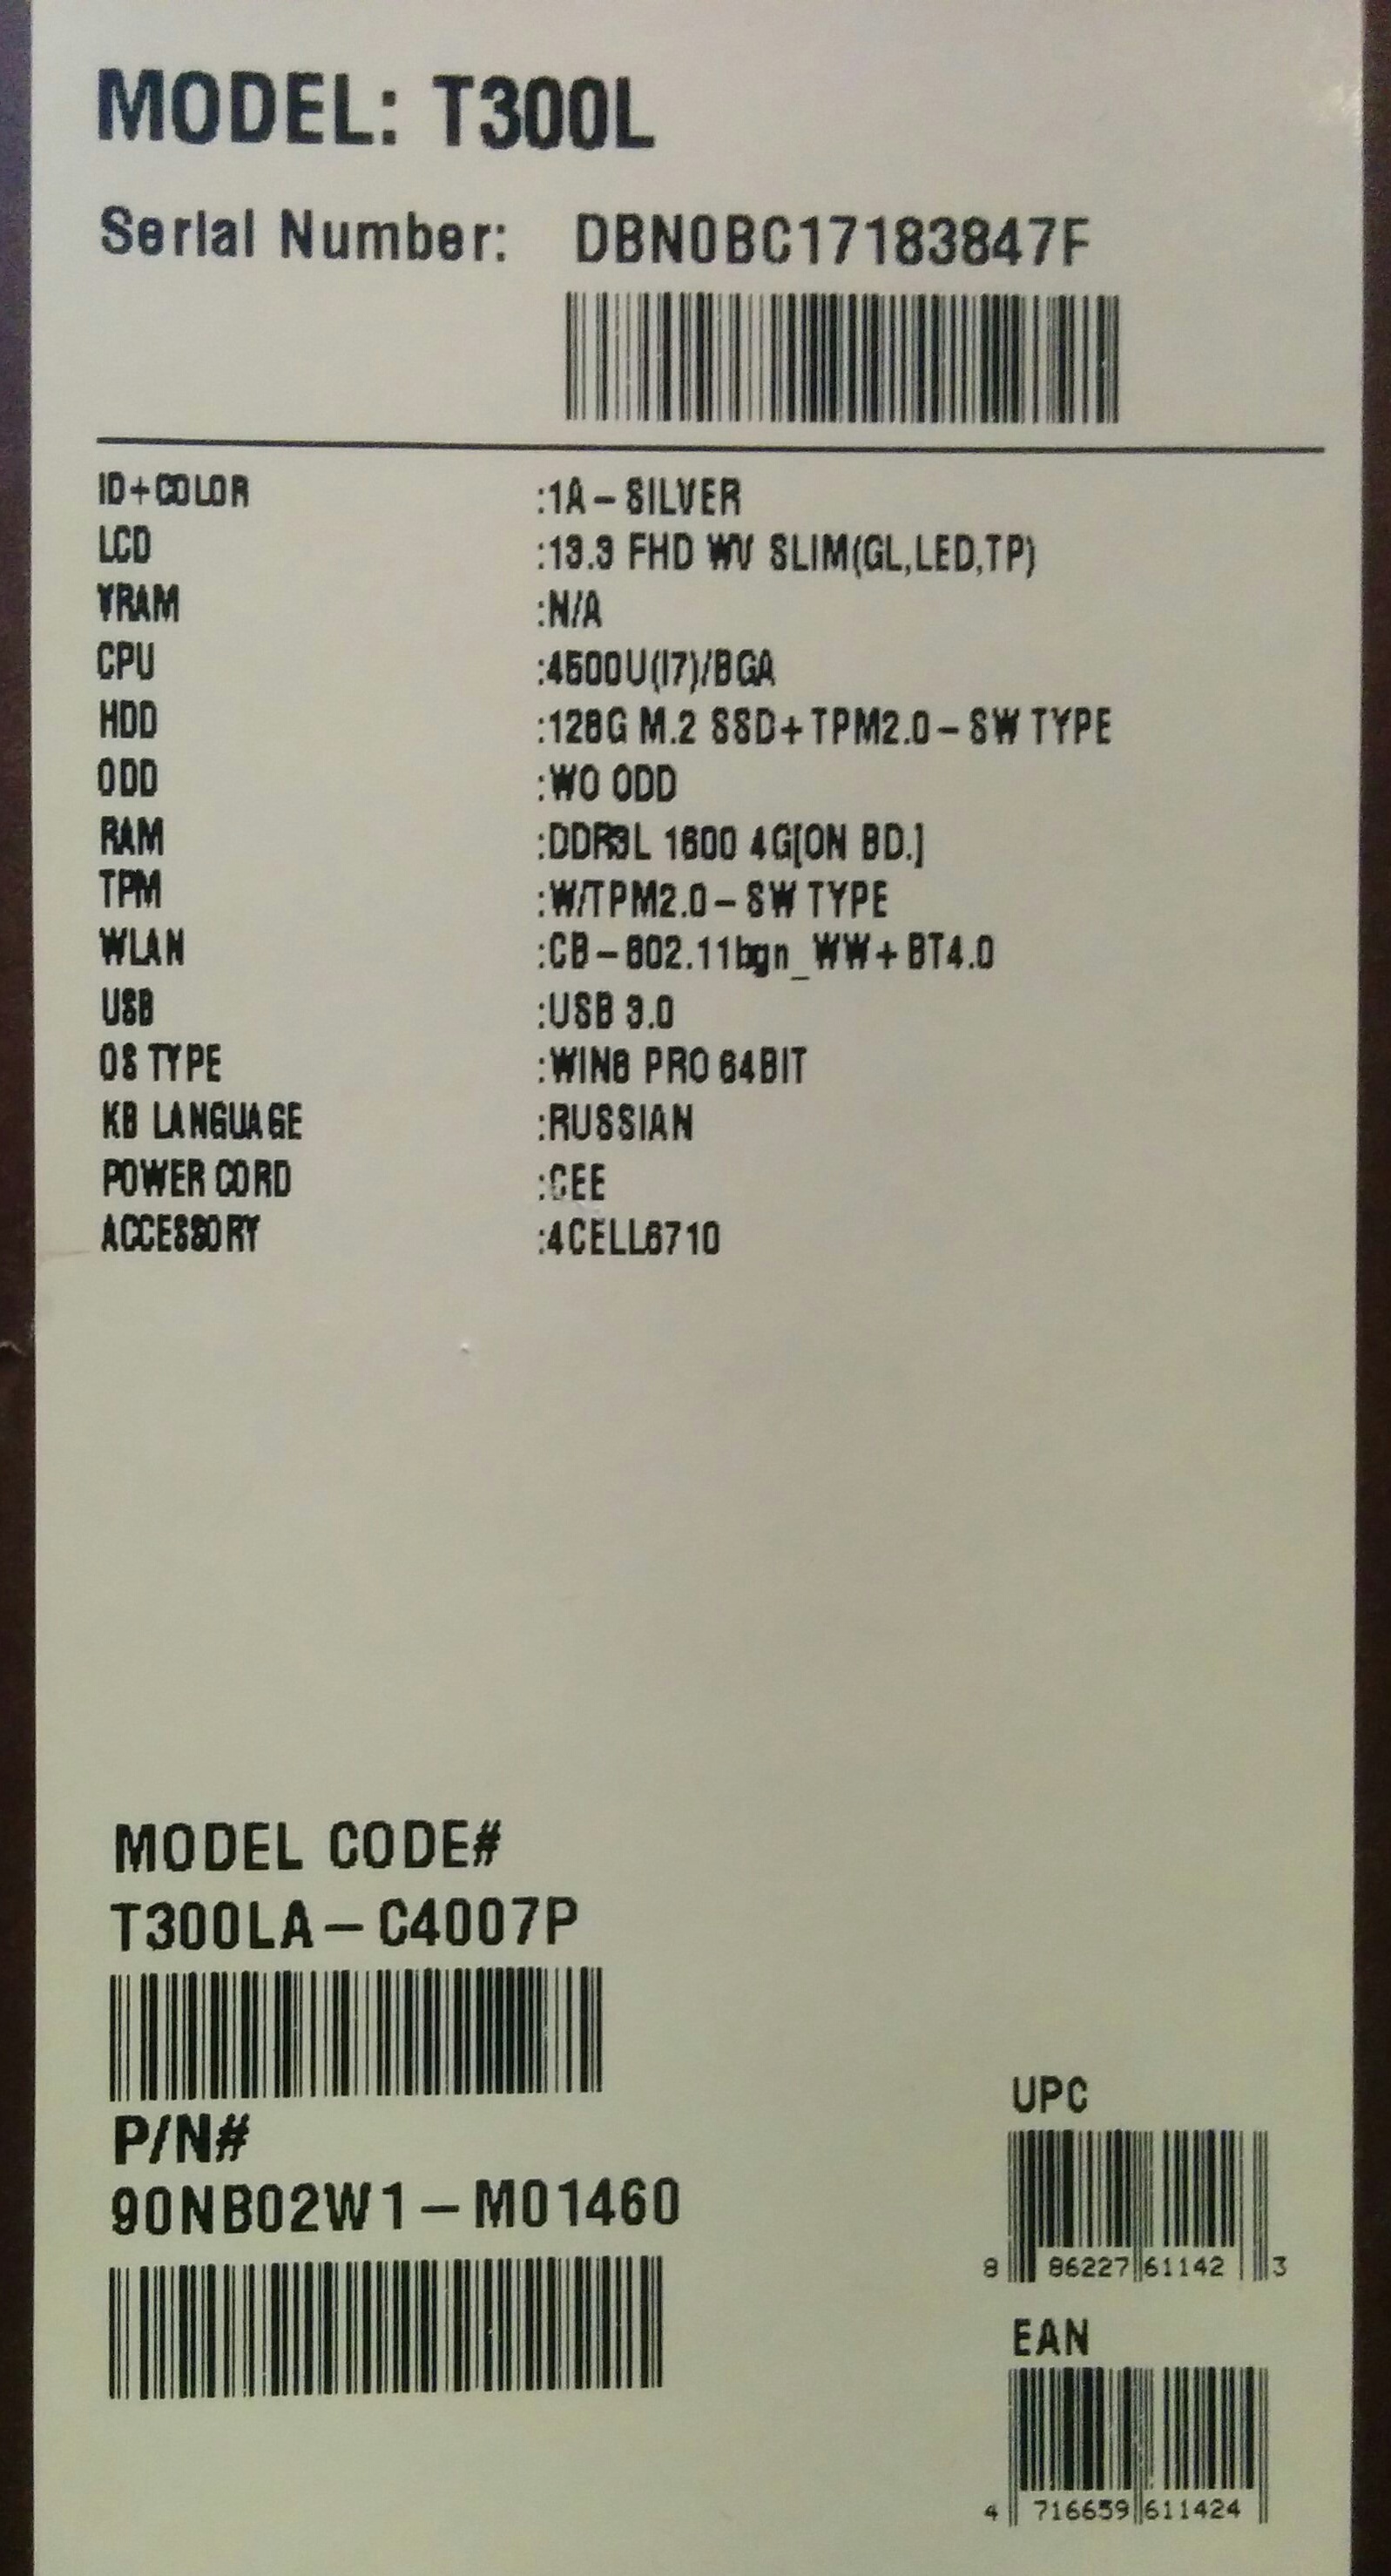 MODEL: T300L
Serial Number: DBN0BC17183847F
ID+COLOR :1A-SILVER
LCD :13.3 FHD WV SLIM(GL,LED,TP)
VRAM :N/A
CPU :4500U(I7)/BGA
HDD :128G M.2 SSD+TPM2.0-SW TYPE
ODD :WO ODD
RAM :DDR3L 1600 4G[ON BD.]
TPM :W/TPM2.0-SW TYPE
WLAN :CB-802.11bgn_WW+BT4.0
USB :USB 3.0
OS TYPE :WIN8 PRO 64BIT
KB LANGUAGE :RUSSIAN
POWER CORD :CEE
ACCESSORY :4CELL6710
MODEL CODE#
T300LA-C4007P
P/N#
90NB02W1-M01460
UPC
8 86227 61142 3
EAN
4 716659 611424